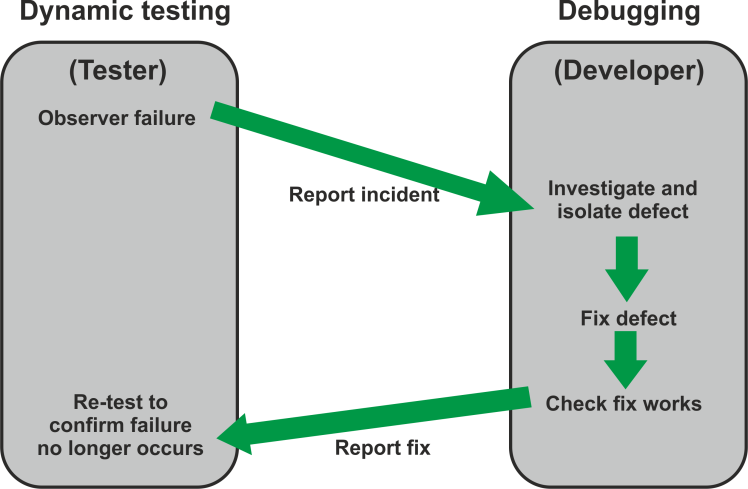 Dynamic testing
Debugging
(Tester)
(Developer)
Observer failure
Report incident
Investigate and
isolate defect
Fix defect
Check fix works
Re-test to
confirm failure
no longer occurs
Report fix